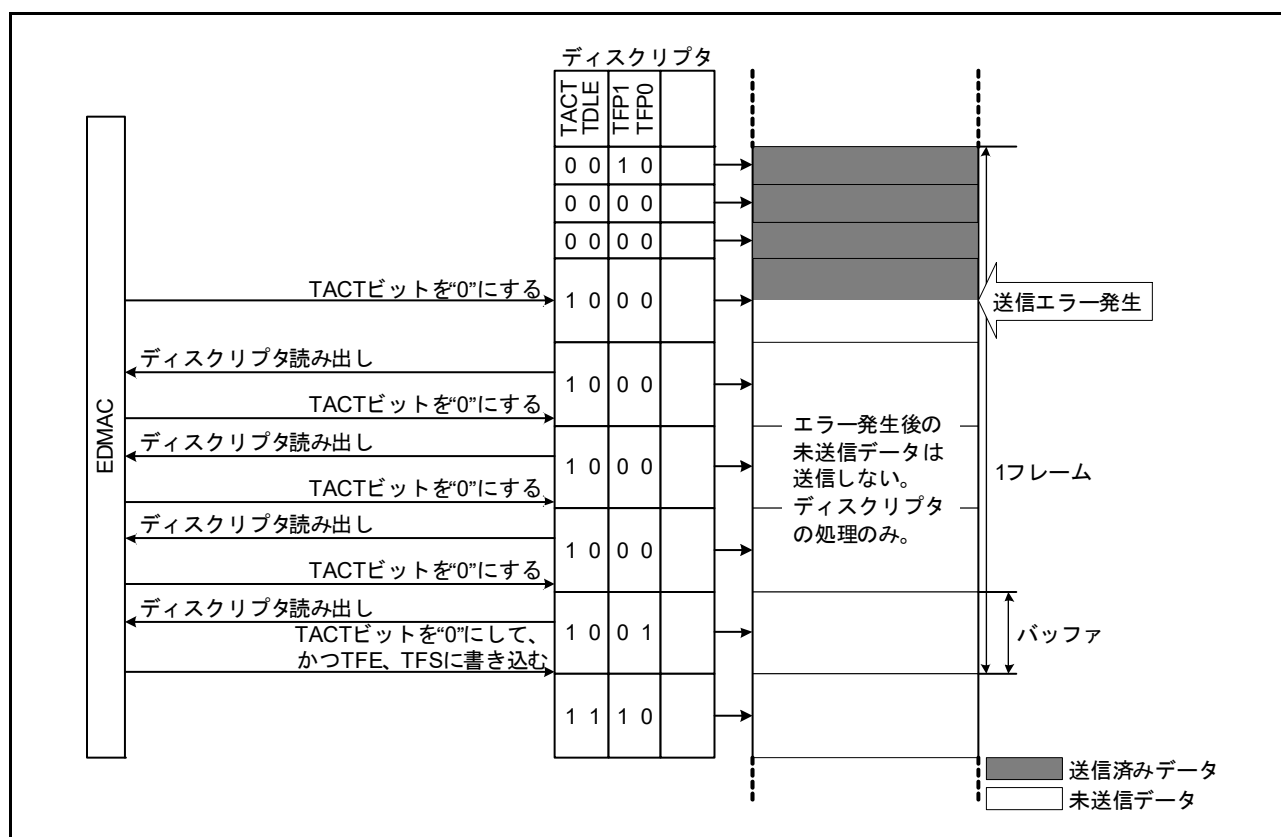 ディスクリプタ
TACT
TDLE
TFP1
TFP0
0 0 1 0
0 0 0 0
0 0 0 0
TACTビットを“0”にする
1 0 0 0
送信エラー発生
ディスクリプタ読み出し
1 0 0 0
TACTビットを“0”にする
ディスクリプタ読み出し
1 0 0 0
TACTビットを“0”にする
ディスクリプタ読み出し
1 0 0 0
TACTビットを“0”にする
ディスクリプタ読み出し
TACTビットを“0”にして、
かつTFE、TFSに書き込む
1 0 0 1
1 1 1 0
EDMAC
エラー発生後の
未送信データは
送信しない。
ディスクリプタ
の処理のみ。
1フレーム
バッファ
送信済みデータ
未送信データ